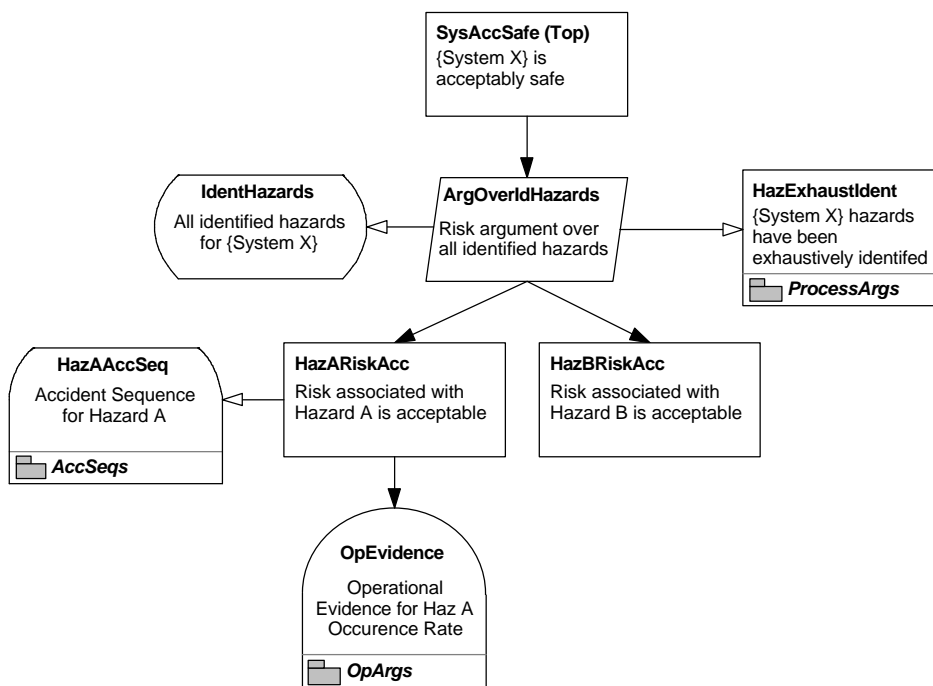 SysAccSafe (Top)
{System X} is
acceptably safe
IdentHazards
All identified hazards
for {System X}
ArgOverIdHazards
Risk argument over
all identified hazards
HazExhaustIdent
{System X} hazards
have been
exhaustively identifed
ProcessArgs
HazAAccSeq
Accident Sequence
for Hazard A
AccSeqs
HazARiskAcc
Risk associated with
Hazard A is acceptable
HazBRiskAcc
Risk associated with
Hazard B is acceptable
OpEvidence
Operational
Evidence for Haz A
Occurence Rate
OpArgs